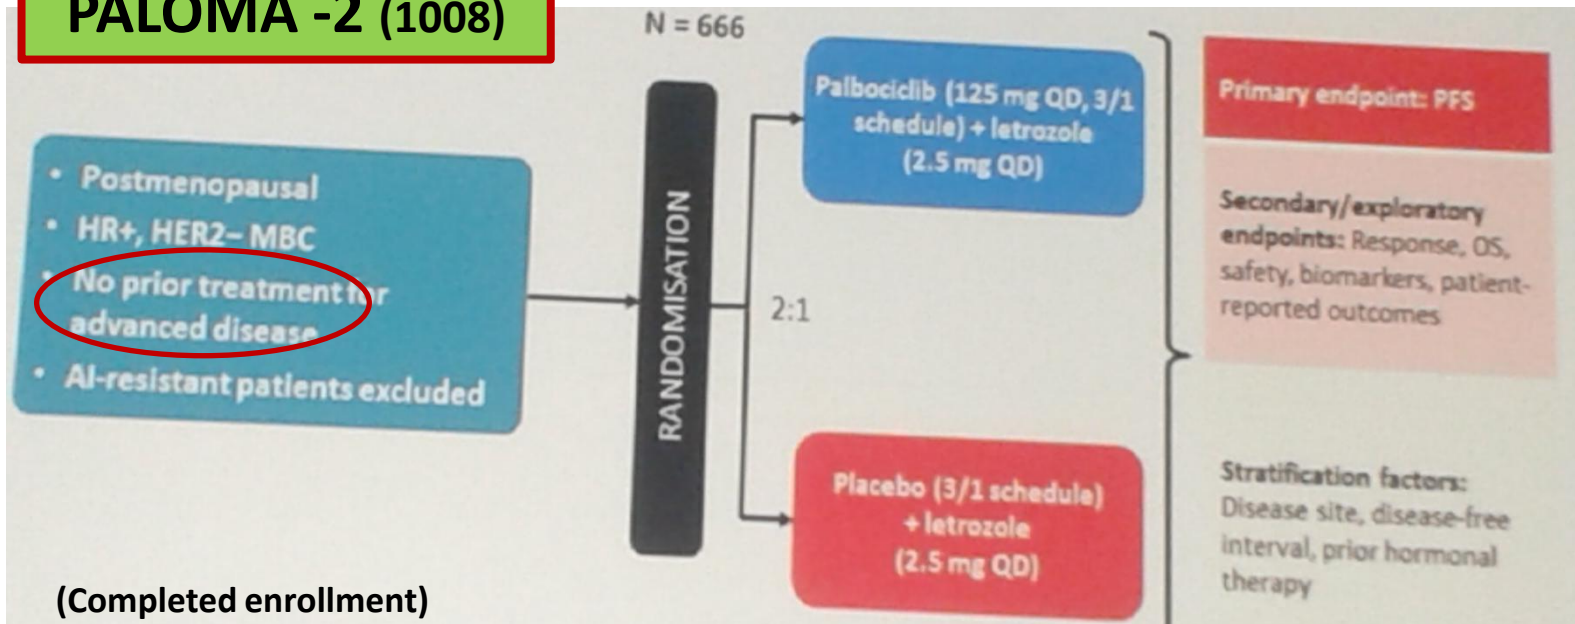 PALOMA -2 (1008)
N = 666
• Postmenopausal
• HR+, HER2– MBC
• No prior treatment for
advanced disease
• AI-resistant patients excluded
RANDOMISATION
2:1
Palbociclib (125 mg QD, 3/1
schedule) + letrozole
(2.5 mg QD)
Placebo (3/1 schedule)
+ letrozole
(2.5 mg QD)
Primary endpoint: PFS
Secondary/exploratory
endpoints: Response, OS,
safety, biomarkers, patient-
reported outcomes
Stratification factors:
Disease site, disease-free
interval, prior hormonal
therapy
(Completed enrollment)